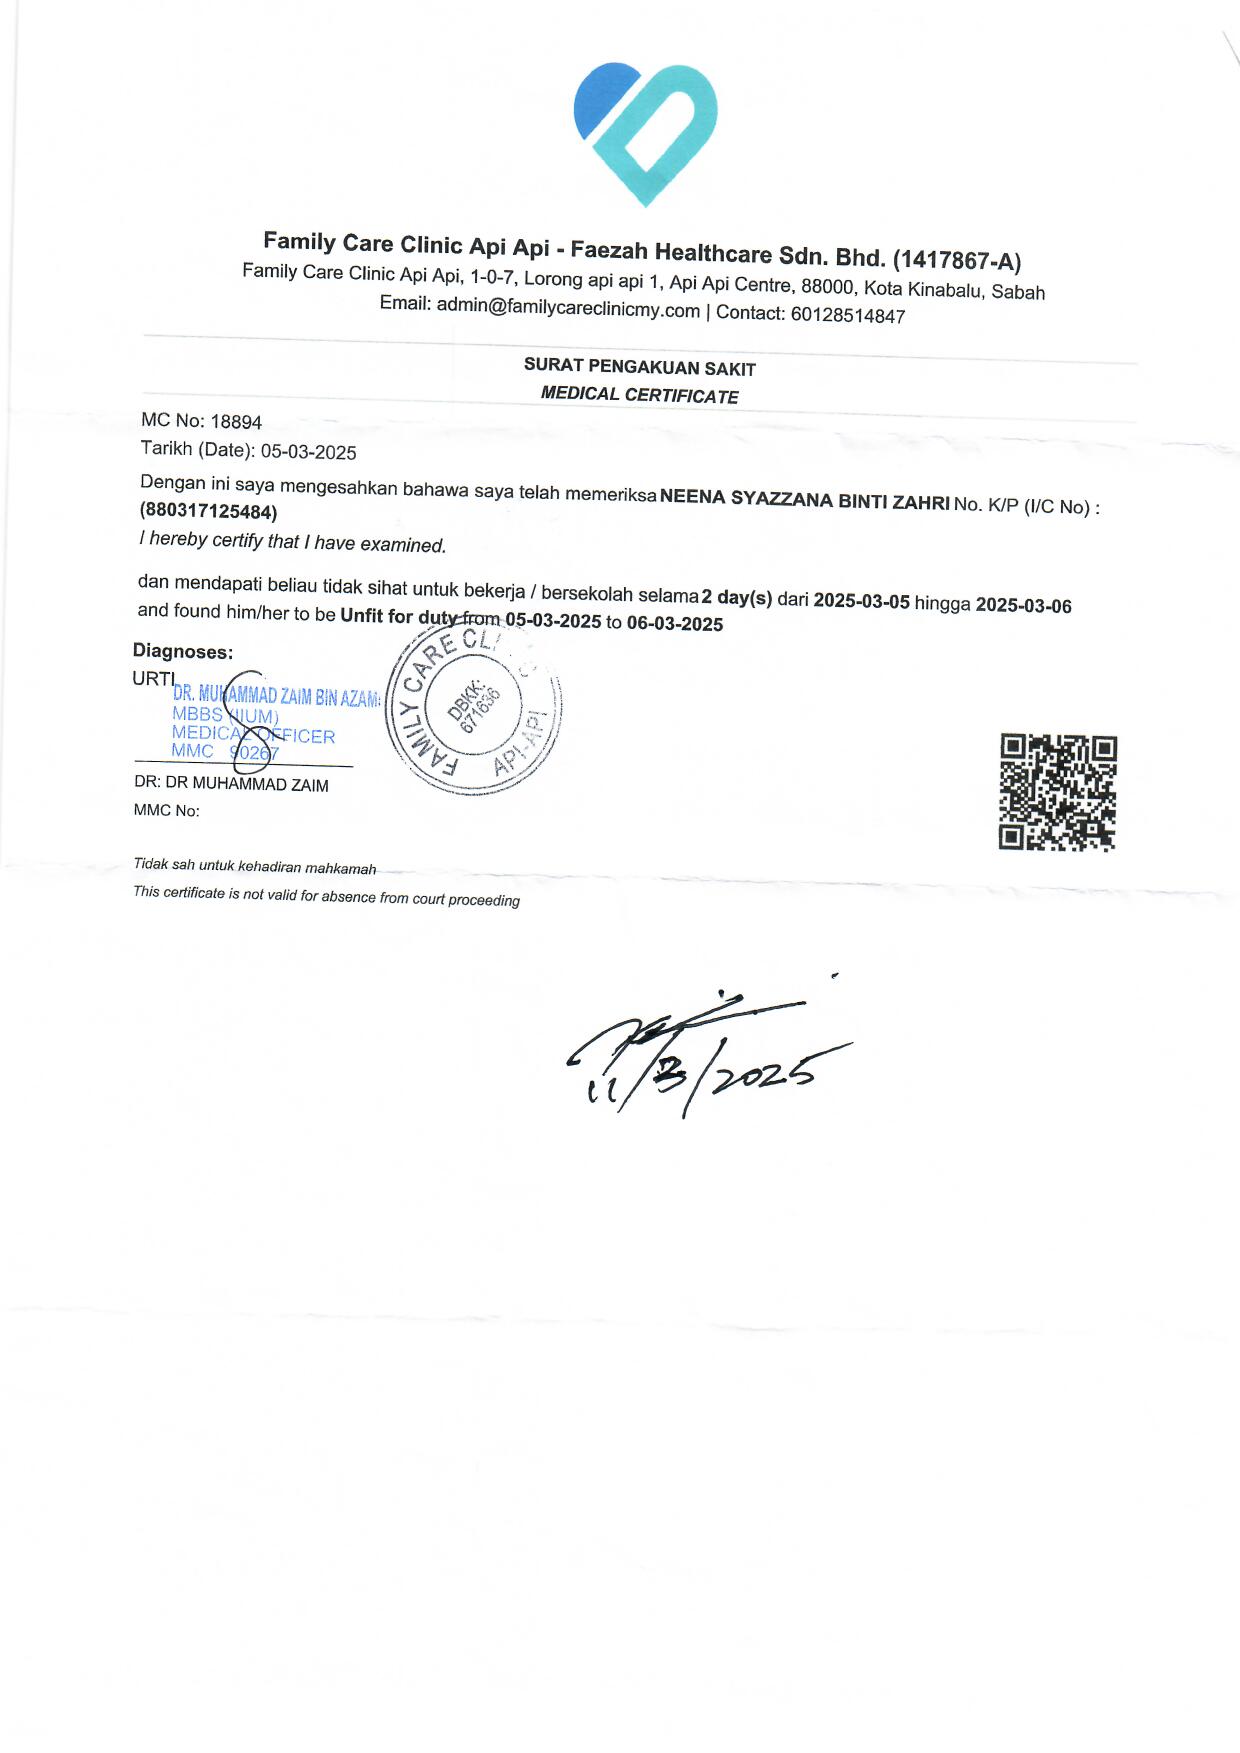 Family Care Clinic Api Api - Faezah Healthcare Sdn. Bhd. (1417867-A)
Family Care Clinic Api Api, 1-0-7, Lorong api api 1, Api Api Centre, 88000, Kota Kinabalu, Sabah
Email: admin@familycareclinicmy.com | Contact: 60128514847
SURAT PENGAKUAN SAKIT
MEDICAL CERTIFICATE
MC No: 18894
Tarikh (Date): 05-03-2025
Dengan ini saya mengesahkan bahawa saya telah memeriksa NEENA SYAZZANA BINTI ZAHRI No. K/P (I/C No) :
(880317125484)
I hereby certify that I have examined.
dan mendapati beliau tidak sihat untuk bekerja / bersekolah selama 2 day(s) dari 2025-03-05 hingga 2025-03-06
and found him/her to be Unfit for duty from 05-03-2025 to 06-03-2025
Diagnoses:
URTI
DR. MUHAMMAD ZAIM BIN AZAM
MBBS (IIUM)
MEDICAL OFFICER
MMC 90267
FAMILY CARE
API-API
DBKK:
671636
DR: DR MUHAMMAD ZAIM
MMC No:
Tidak sah untuk kehadiran mahkamah
This certificate is not valid for absence from court proceeding
11/3/2025